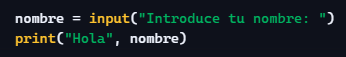 nombre = input("Introduce tu nombre: ")
print("Hola", nombre)